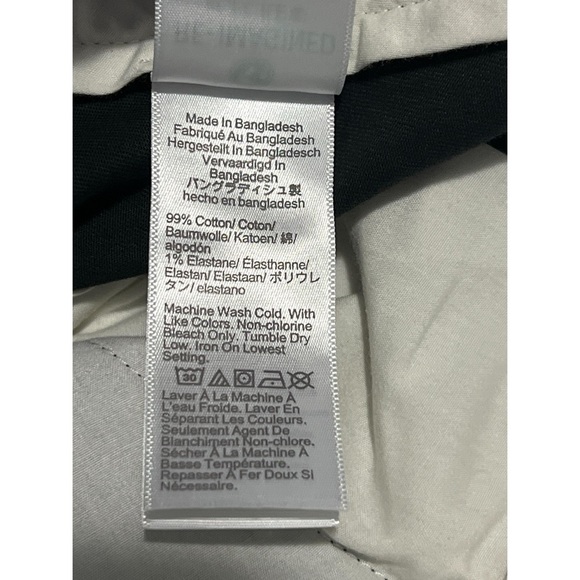 RE-IMAGINED
Made In Bangladesh
Fabriqué Au Bangladesh
Hergestellt In Bangladesch
Vervaardigd In
Bangladesh
バングラディシュ製
hecho en bangladesh
99% Cotton/ Coton/
Baumwolle/ Katoen/ 綿/
algodón
1% Elastane/ Élasthanne/
Elastan/ Elastaan/ ポリウレ
タン/ elastano
Machine Wash Cold. With
Like Colors. Non-chlorine
Bleach Only. Tumble Dry
Low. Iron On Lowest
Setting.
30
Laver À La Machine À
L'eau Froide. Laver En
Séparant Les Couleurs.
Seulement Agent De
Blanchiment Non-chlore.
Sécher À La Machine À
Basse Température.
Repasser À Fer Doux Si
Nécessaire.